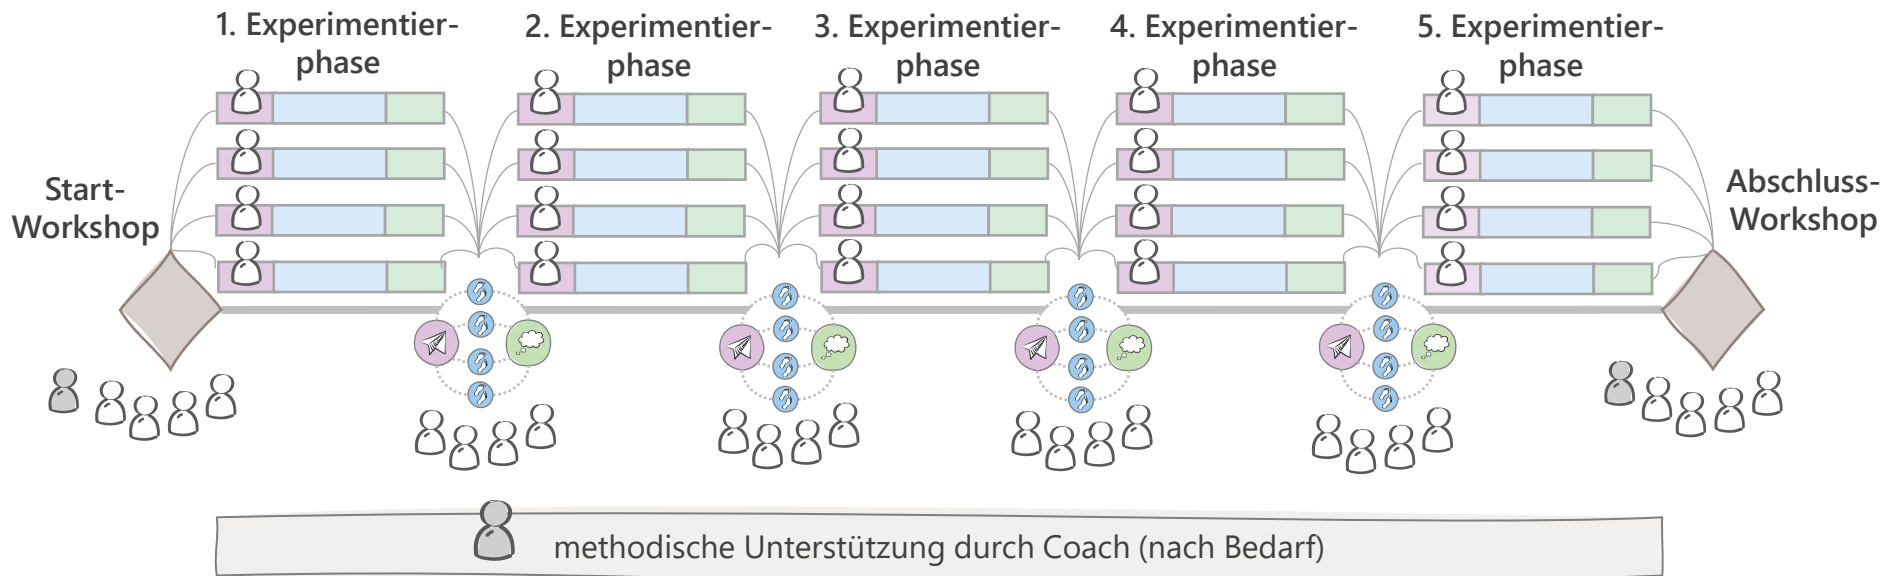 1. Experimentier-
phase
2. Experimentier-
phase
3. Experimentier-
phase
4. Experimentier-
phase
5. Experimentier-
phase
Start-
Workshop
Abschluss-
Workshop
methodische Unterstützung durch Coach (nach Bedarf)